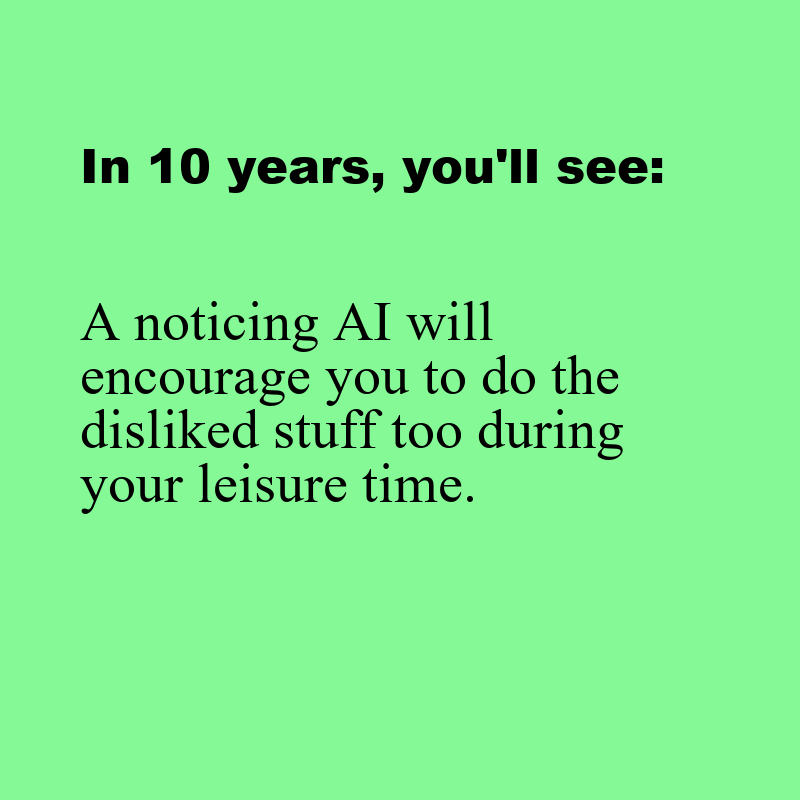 In 10 years, you'll see:
A noticing AI will
encourage you to do the
disliked stuff too during
your leisure time.